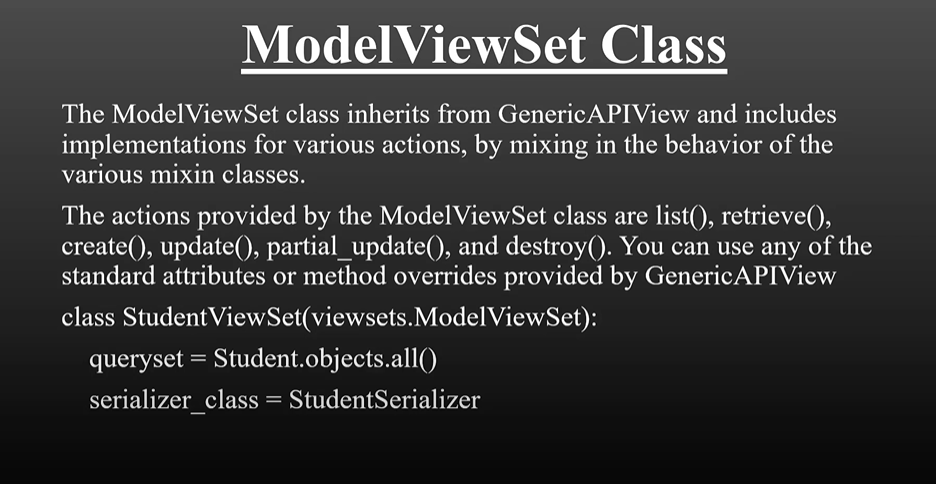 ModelViewSet Class
The ModelViewSet class inherits from GenericAPIView and includes
implementations for various actions, by mixing in the behavior of the
various mixin classes.
The actions provided by the ModelViewSet class are list(), retrieve(),
create(), update(), partial_update(), and destroy(). You can use any of the
standard attributes or method overrides provided by GenericAPIView
class StudentViewSet(viewsets.ModelViewSet):
queryset = Student.objects.all()
serializer_class = StudentSerializer